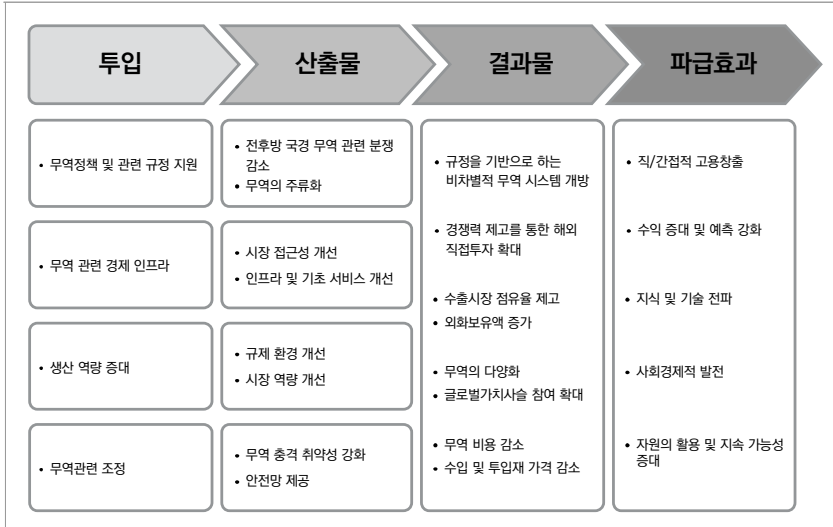 투입
산출물
결과물
파급효과
• 무역정책 및 관련 규정 지원
• 무역 관련 경제 인프라
• 생산 역량 증대
• 무역관련 조정
• 전후방 국경 무역 관련 분쟁
감소
• 무역의 주류화
• 시장 접근성 개선
• 인프라 및 기초 서비스 개선
• 규제 환경 개선
• 시장 역량 개선
• 무역 충격 취약성 강화
• 안전망 제공
• 규정을 기반으로 하는
비차별적 무역 시스템 개방
• 경쟁력 제고를 통한 해외
직접투자 확대
• 수출시장 점유율 제고
• 외화보유액 증가
• 무역의 다양화
• 글로벌가치사슬 참여 확대
• 무역 비용 감소
• 수입 및 투입재 가격 감소
• 직/간접적 고용창출
• 수익 증대 및 예측 강화
• 지식 및 기술 전파
• 사회경제적 발전
• 자원의 활용 및 지속 가능성
증대